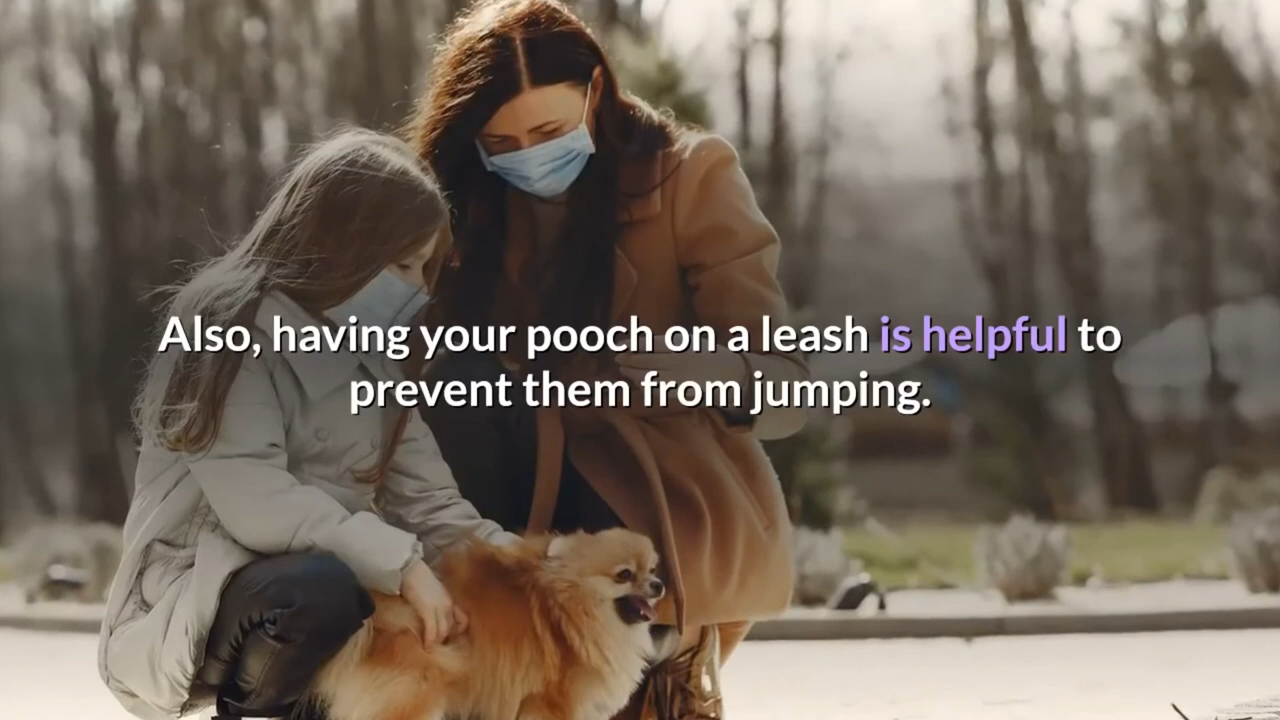 Also, having your pooch on a leash is helpful to
prevent them from jumping.